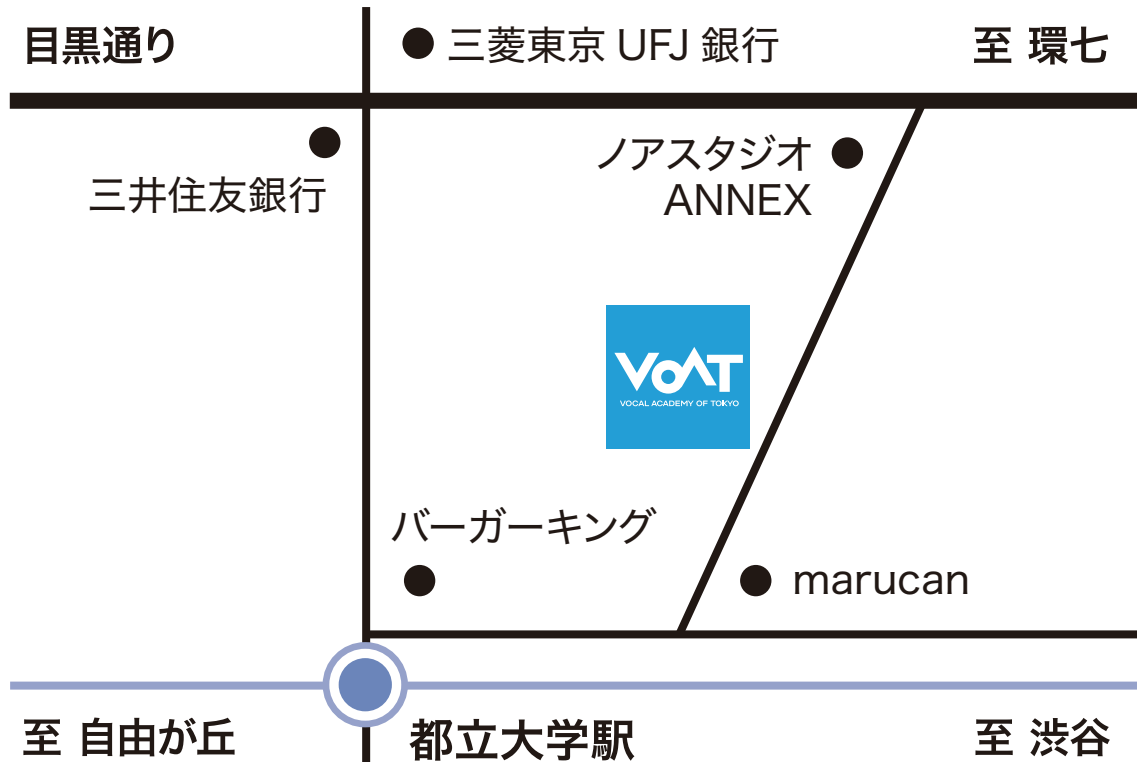 目黒通り
三菱東京 UFJ 銀行
至 環七
三井住友銀行
ノアスタジオ
ANNEX
VOAT
VOCAL ACADEMY OF TOKYO
バーガーキング
marucan
至 自由が丘
都立大学駅
至 渋谷